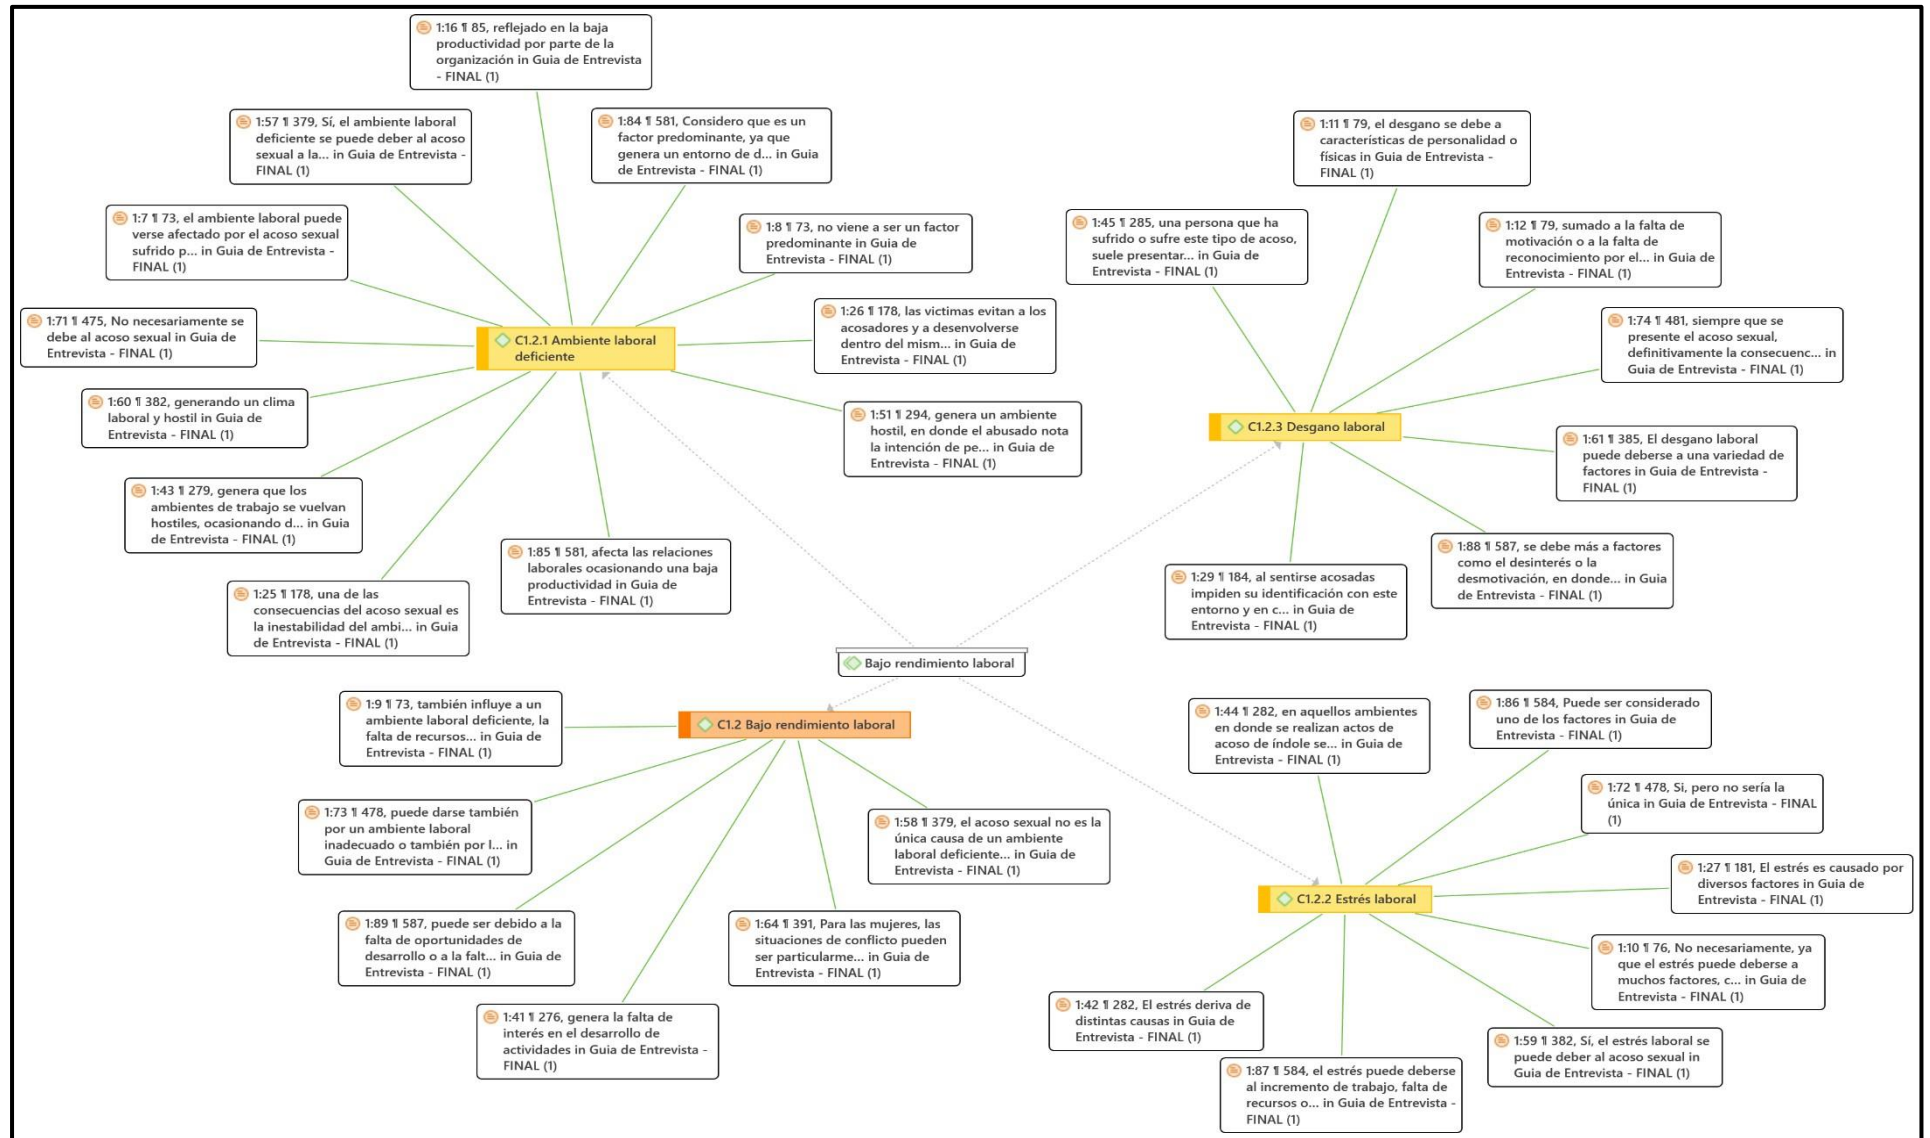 1:16 ¶ 85, reflejado en la baja
productividad por parte de la
organización in Guia de Entrevista
- FINAL (1)
1:57 ¶ 379, Sí, el ambiente laboral
deficiente se puede deber al acoso
sexual a la... in Guia de Entrevista -
FINAL (1)
1:84 ¶ 581, Considero que es un
factor predominante, ya que
genera un entorno de d... in Guia
de Entrevista - FINAL (1)
1:7 ¶ 73, el ambiente laboral puede
verse afectado por el acoso sexual
sufrido p... in Guia de Entrevista -
FINAL (1)
1:8 ¶ 73, no viene a ser un factor
predominante in Guia de
Entrevista - FINAL (1)
1:71 ¶ 475, No necesariamente se
debe al acoso sexual in Guia de
Entrevista - FINAL (1)
1:26 ¶ 178, las victimas evitan a los
acosadores y a desenvolverse
dentro del mism... in Guia de
Entrevista - FINAL (1)
C1.2.1 Ambiente laboral
deficiente
1:60 ¶ 382, generando un clima
laboral y hostil in Guia de
Entrevista - FINAL (1)
1:51 ¶ 294, genera un ambiente
hostil, en donde el abusado nota
la intención de pe... in Guia de
Entrevista - FINAL (1)
1:43 ¶ 279, genera que los
ambientes de trabajo se vuelvan
hostiles, ocasionando d... in Guia
de Entrevista - FINAL (1)
1:85 ¶ 581, afecta las relaciones
laborales ocasionando una baja
productividad in Guia de
Entrevista - FINAL (1)
1:25 ¶ 178, una de las
consecuencias del acoso sexual es
la inestabilidad del ambi... in Guia
de Entrevista - FINAL (1)
1:11 ¶ 79, el desgano se debe a
características de personalidad o
físicas in Guia de Entrevista -
FINAL (1)
1:45 ¶ 285, una persona que ha
sufrido o sufre este tipo de acoso,
suele presentar... in Guia de
Entrevista - FINAL (1)
1:12 ¶ 79, sumado a la falta de
motivación o a la falta de
reconocimiento por el... in Guia de
Entrevista - FINAL (1)
1:74 ¶ 481, siempre que se
presente el acoso sexual,
definitivamente la consecuenc... in
Guia de Entrevista - FINAL (1)
C1.2.3 Desgano laboral
1:61 ¶ 385, El desgano laboral
puede deberse a una variedad de
factores in Guia de Entrevista -
FINAL (1)
1:88 ¶ 587, se debe más a factores
como el desinterés o la
desmotivación, en donde... in Guia
de Entrevista - FINAL (1)
1:29 ¶ 184, al sentirse acosadas
impiden su identificación con este
entorno y en c... in Guia de
Entrevista - FINAL (1)
Bajo rendimiento laboral
1:9 ¶ 73, también influye a un
ambiente laboral deficiente, la
falta de recursos... in Guia de
Entrevista - FINAL (1)
C1.2 Bajo rendimiento laboral
1:73 ¶ 478, puede darse también
por un ambiente laboral
inadecuado o también por l... in
Guia de Entrevista - FINAL (1)
1:58 ¶ 379, el acoso sexual no es la
única causa de un ambiente
laboral deficiente... in Guia de
Entrevista - FINAL (1)
1:89 ¶ 587, puede ser debido a la
falta de oportunidades de
desarrollo o a la falt... in Guia de
Entrevista - FINAL (1)
1:64 ¶ 391, Para las mujeres, las
situaciones de conflicto pueden
ser particularme... in Guia de
Entrevista - FINAL (1)
1:41 ¶ 276, genera la falta de
interés en el desarrollo de
actividades in Guia de Entrevista -
FINAL (1)
1:44 ¶ 282, en aquellos ambientes
en donde se realizan actos de
acoso de índole se... in Guia de
Entrevista - FINAL (1)
1:86 ¶ 584, Puede ser considerado
uno de los factores in Guia de
Entrevista - FINAL (1)
1:72 ¶ 478, Si, pero no sería la
única in Guia de Entrevista - FINAL
(1)
1:27 ¶ 181, El estrés es causado por
diversos factores in Guia de
Entrevista - FINAL (1)
C1.2.2 Estrés laboral
1:10 ¶ 76, No necesariamente, ya
que el estrés puede deberse a
muchos factores, c... in Guia de
Entrevista - FINAL (1)
1:42 ¶ 282, El estrés deriva de
distintas causas in Guia de
Entrevista - FINAL (1)
1:59 ¶ 382, Sí, el estrés laboral se
puede deber al acoso sexual in
Guia de Entrevista - FINAL (1)
1:87 ¶ 584, el estrés puede deberse
al incremento de trabajo, falta de
recursos o... in Guia de Entrevista -
FINAL (1)